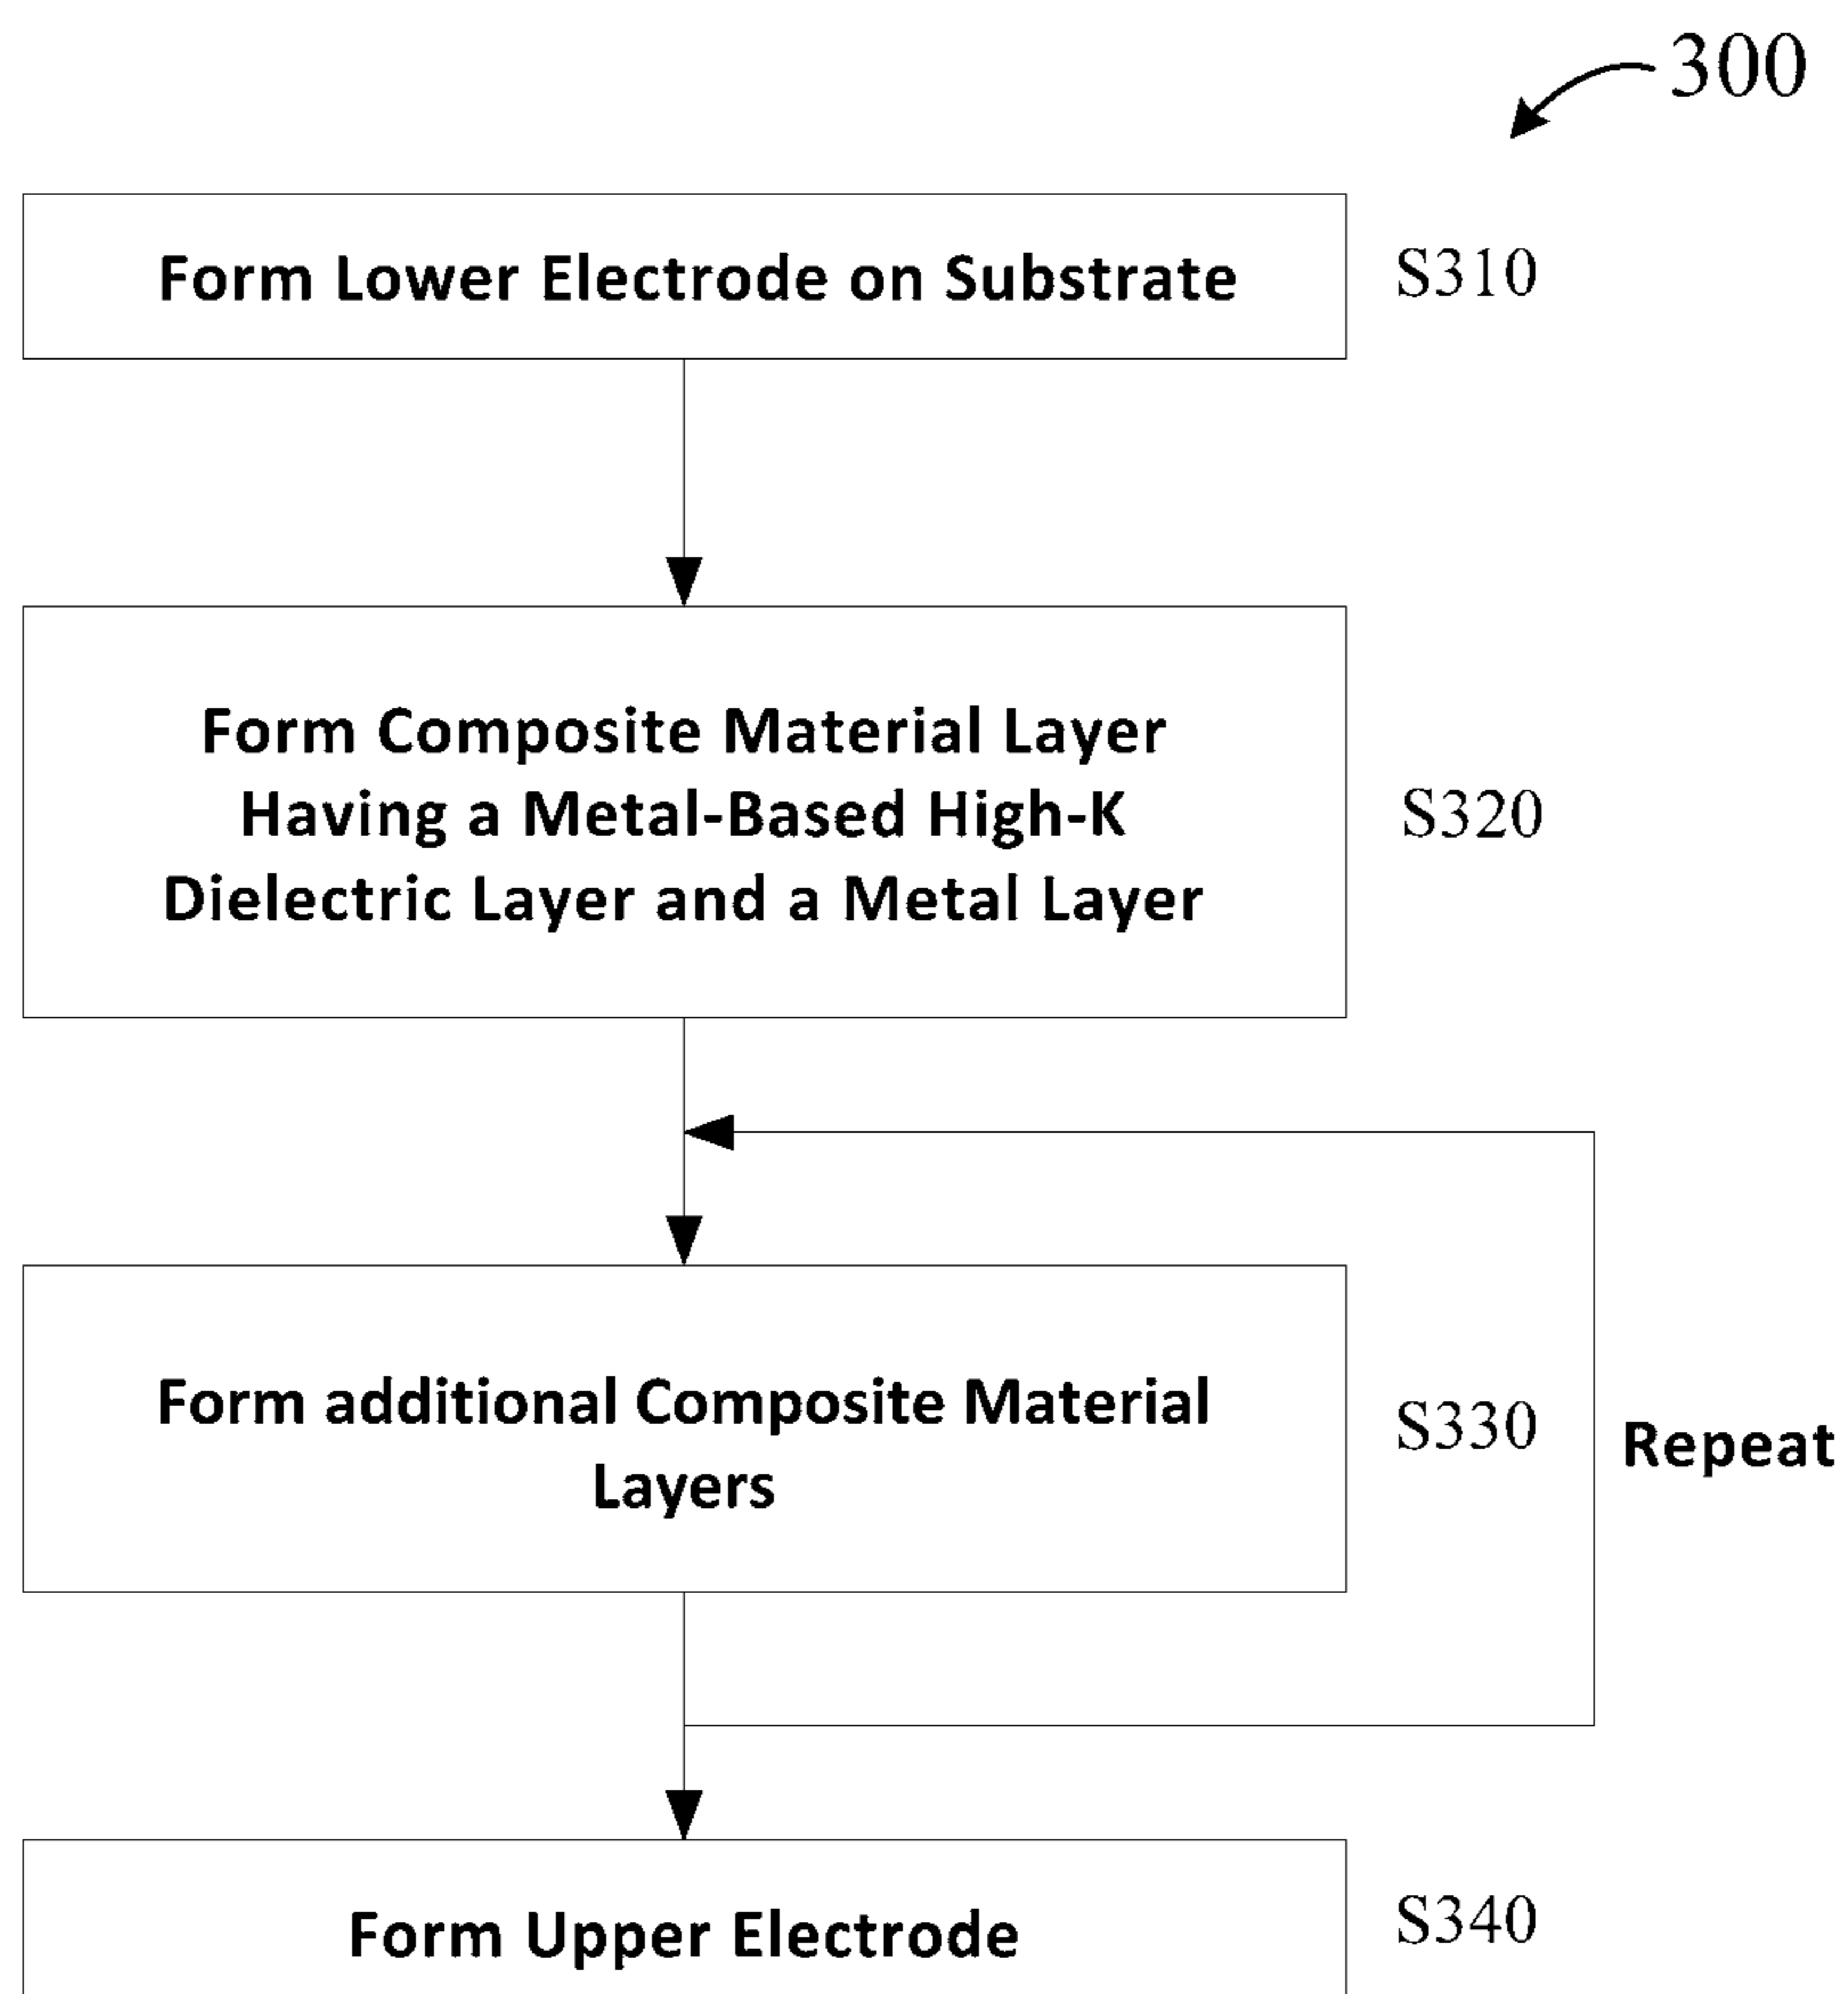 300
Form Lower Electrode on Substrate
S310
Form Composite Material Layer
Having a Metal-Based High-K
Dielectric Layer and a Metal Layer
S320
Form additional Composite Material
Layers
S330
Repeat
Form Upper Electrode
S340